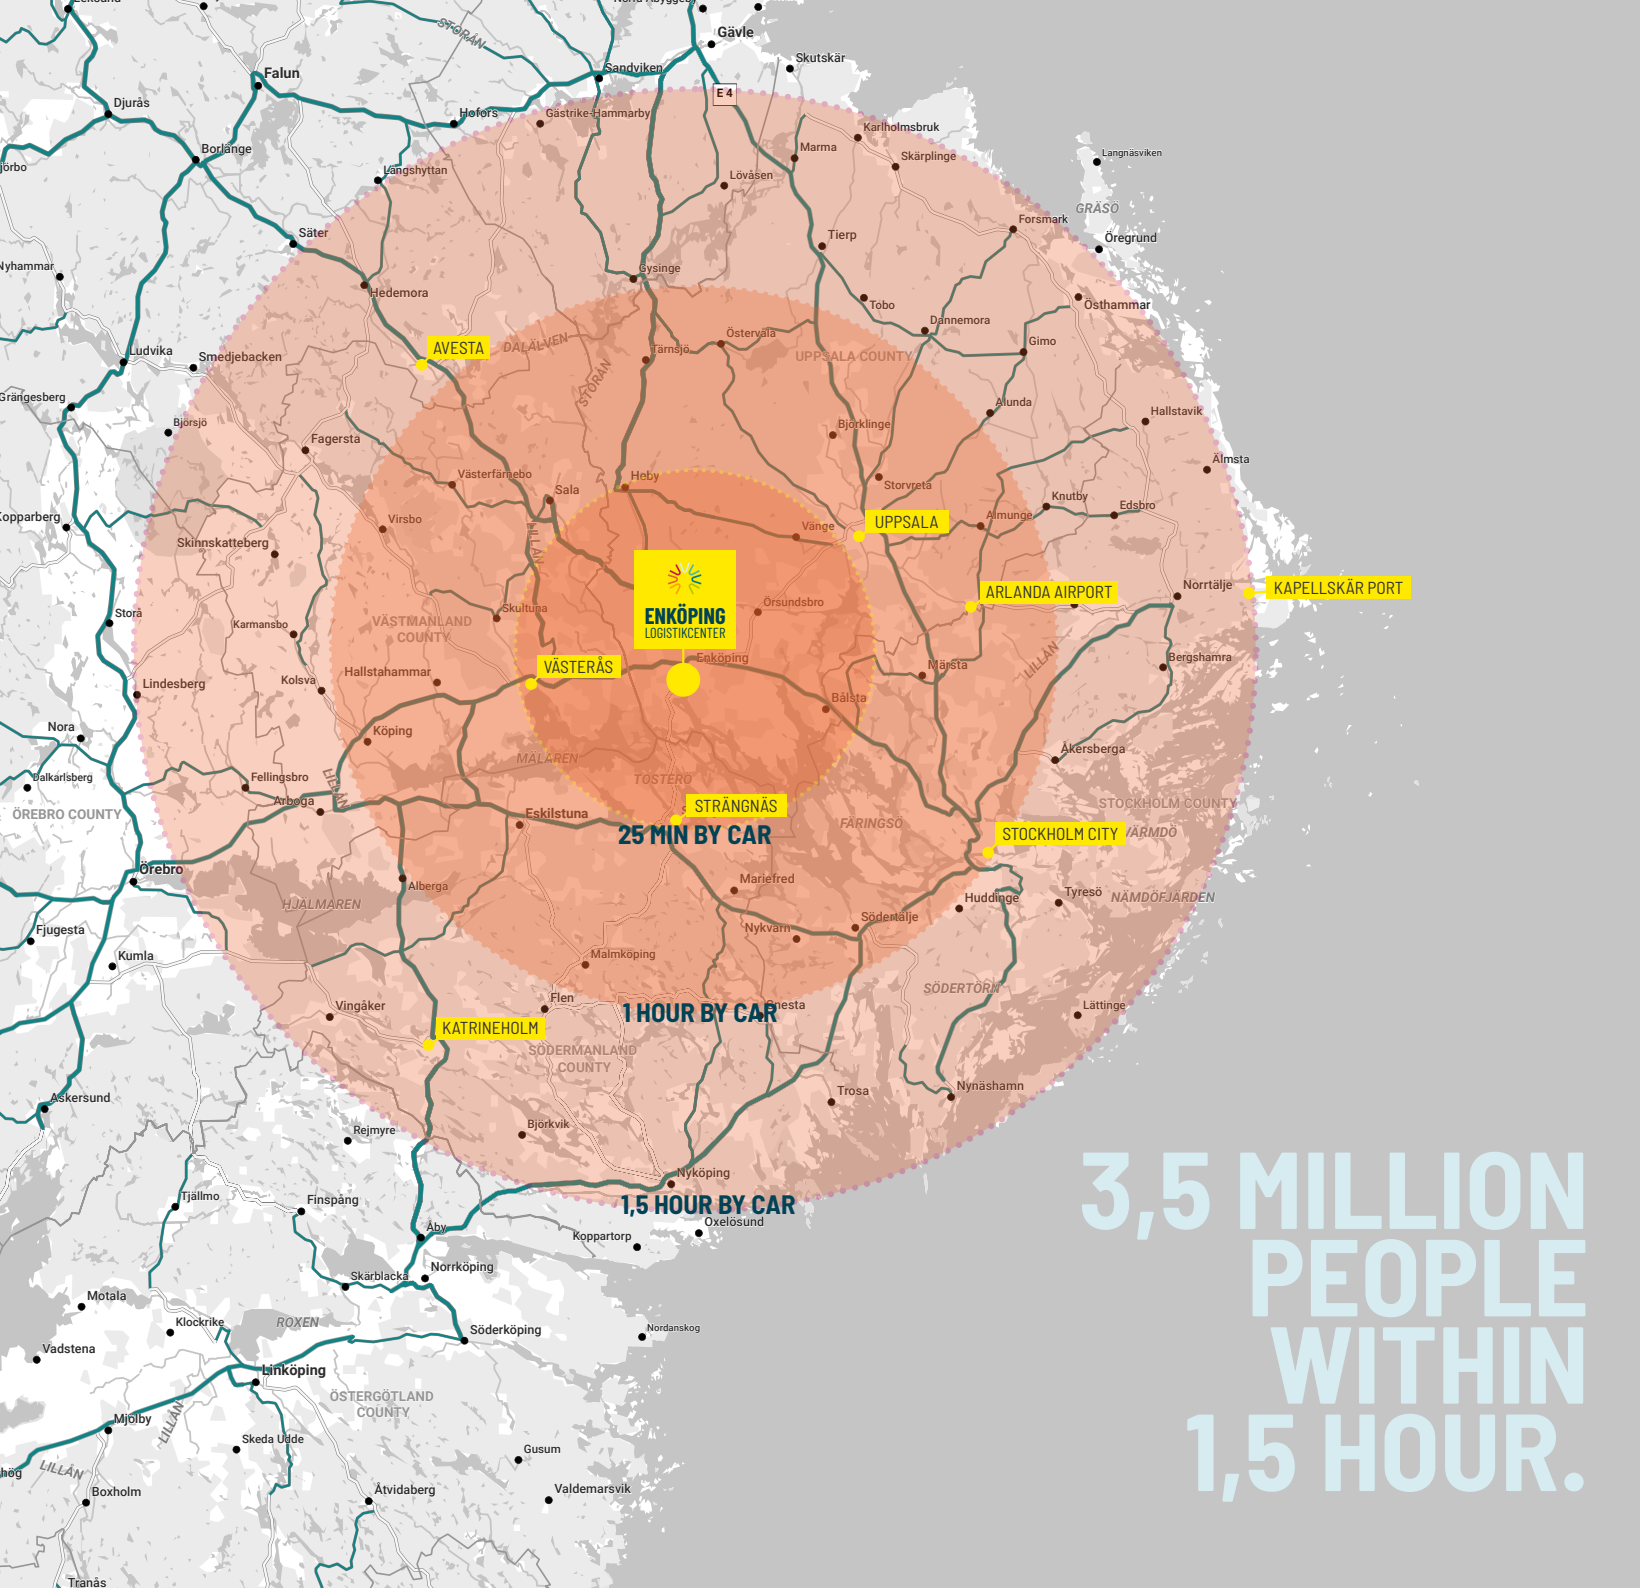 Gävle
Skutskär
STORÅN
Sandviken
Falun
Djurås
Hofors
Gästrike-Hammarby
E 4
Karlholmsbruk
Marma
Skärplinge
Långshyttan
Borlänge
Lövåsen
Langnäsviken
GRÄSÖ
Forsmark
Öregrund
Säter
Tierp
Nyhammar
Gysinge
Hedemora
Tobo
Östhammar
Dannemora
Ludvika
Smedjebacken
AVESTA
DALÄLVEN
Östervåla
Tärnsjö
UPPSALA COUNTY
Gimo
STORÅN
Grängesberg
Björsjö
Alunda
Hallstavik
Fagersta
Björklinge
Älmsta
Västerfärnebo
Heby
Sala
Storvreta
Knutby
Edsbro
Kopparberg
Virsbo
LILLÅN
Vänge
UPPSALA
Almunge
Skinnskatteberg
ENKÖPING
LOGISTIKCENTER
Örsundsbro
ARLANDA AIRPORT
Norrtälje
KAPELLSKÄR PORT
Storå
Karmansbo
VÄSTMANLAND
COUNTY
Skultuna
Enköping
Märsta
LILLÅN
Bergshamra
Lindesberg
Kolsva
Hallstahammar
VÄSTERÅS
Bålsta
Nora
Köping
MÄLAREN
TOSTERÖ
Åkersberga
Dalkarlsberg
Fellingsbro
LILLÅN
Arboga
ÖREBRO COUNTY
Eskilstuna
STRÄNGNÄS
25 MIN BY CAR
FÄRINGSÖ
STOCKHOLM COUNTY
STOCKHOLM CITY
VÄRMDÖ
Örebro
Alberga
Mariefred
HJÄLMAREN
Huddinge
Tyresö
NÄMDÖFJÄRDEN
Fjugesta
Nykvarn
Södertälje
Kumla
Malmköping
SÖDERTÖRN
Vingåker
Flen
1 HOUR BY CAR
Gnesta
Lättinge
KATRINEHOLM
SÖDERMANLAND
COUNTY
Askersund
Trosa
Nynäshamn
Rejmyre
Björkvik
Nyköping
1,5 HOUR BY CAR
Tjällmo
Finspång
Oxelösund
Åby
Koppartorp
Norrköping
Skärblacka
Motala
Klockrike
ROXEN
Söderköping
Nordanskog
Vadstena
Linköping
ÖSTERGÖTLAND
COUNTY
Mjölby
LILLÅN
Skeda Udde
Gusum
LILLÅN
Boxholm
Åtvidaberg
Valdemarsvik
Tranås
3,5 MILLION
PEOPLE
WITHIN
1,5 HOUR.